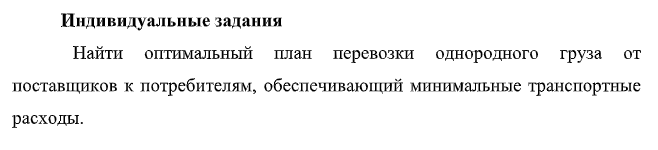 Индивидуальные задания
Найти оптимальный план перевозки однородного груза от
поставщиков к потребителям, обеспечивающий минимальные транспортные
расходы.